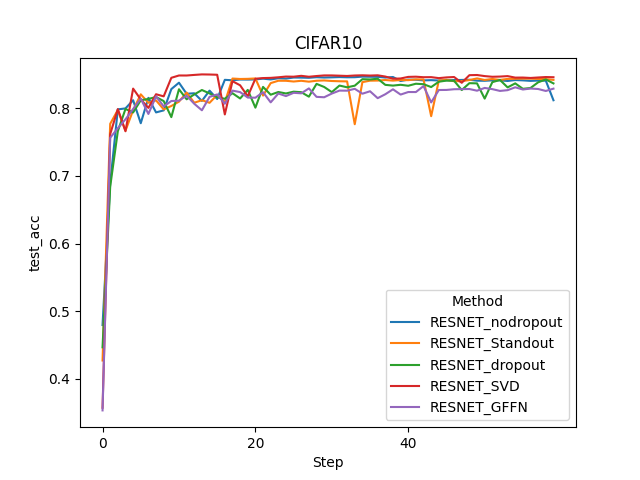 CIFAR10
test_acc
0.8
0.7
0.6
0.5
0.4
0
20
40
Step
Method
RESNET_nodropout
RESNET_Standout
RESNET_dropout
RESNET_SVD
RESNET_GFFN